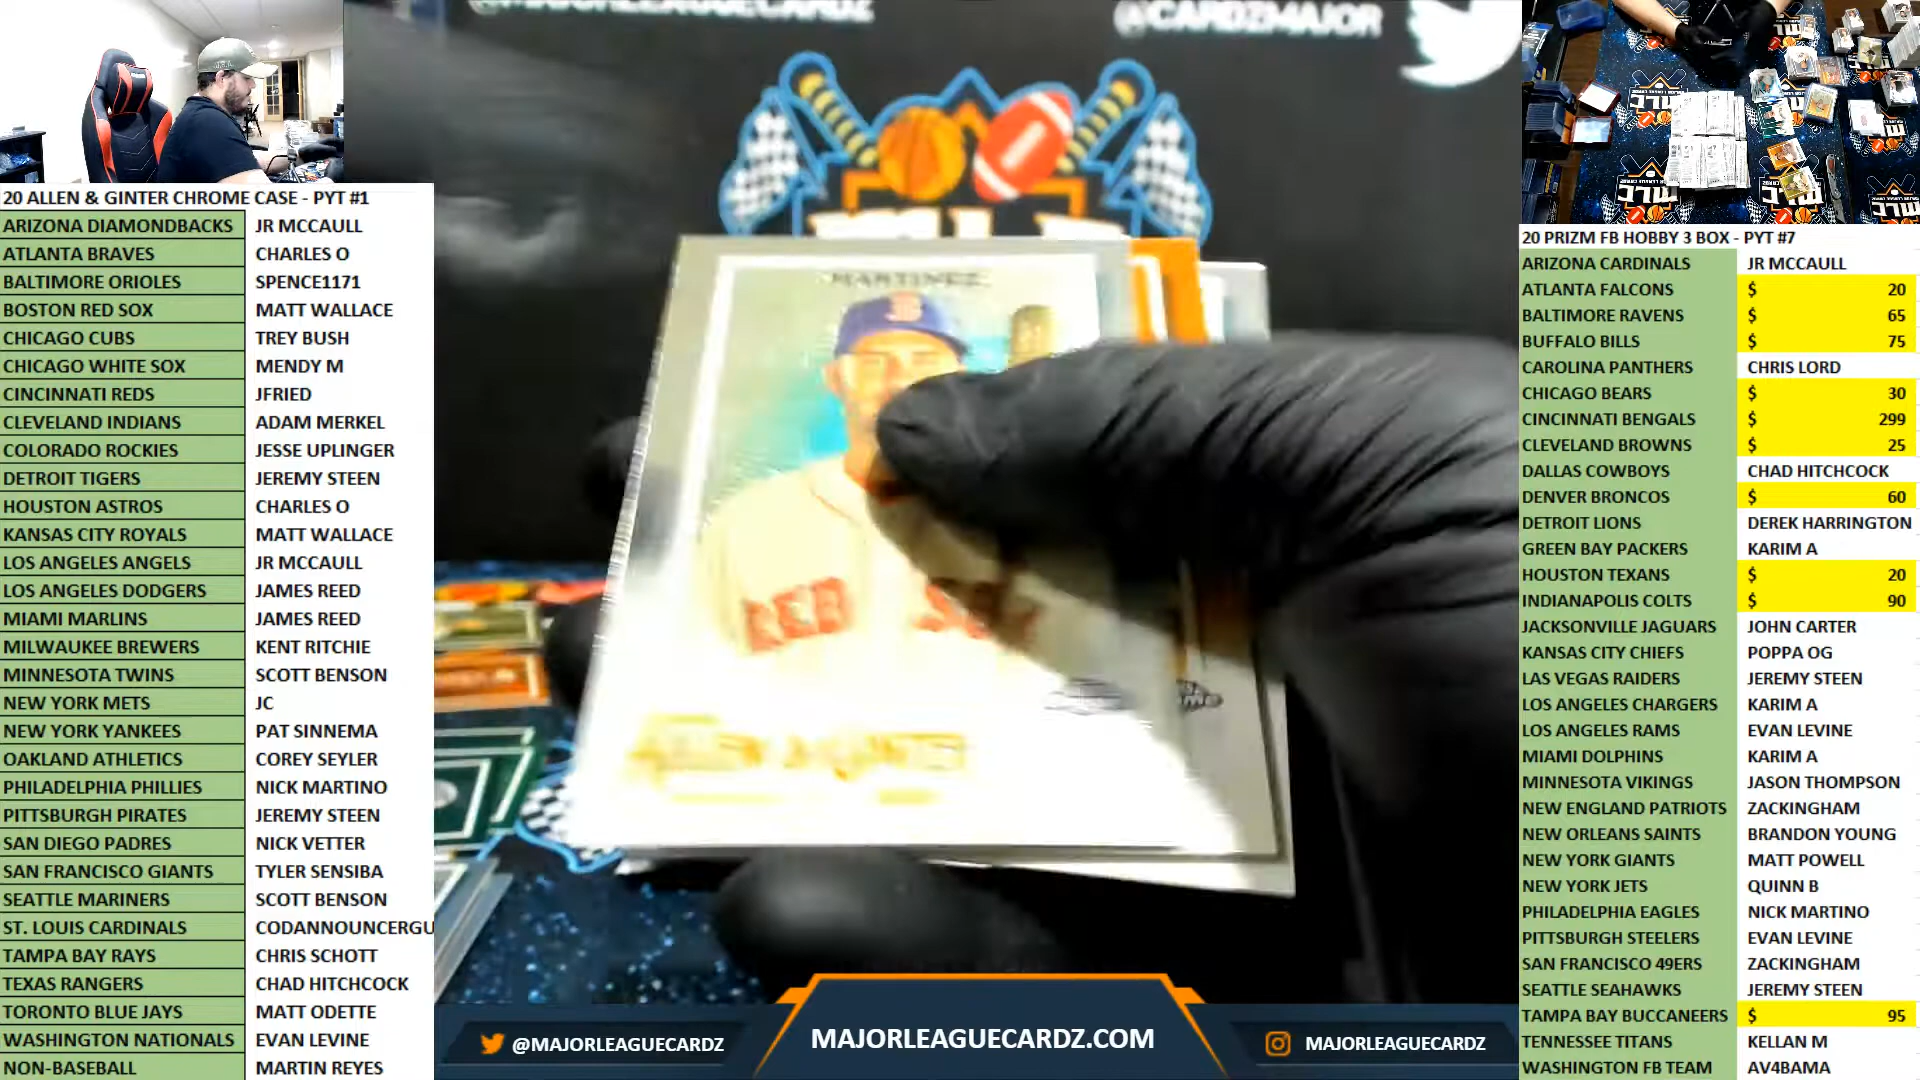 @MAJORLEAGUECARDZ
@CARDZMAJOR
20 ALLEN & GINTER CHROME CASE - PYT #1
ARIZONA DIAMONDBACKS JR MCCAULL
ATLANTA BRAVES CHARLES O
BALTIMORE ORIOLES SPENCE1171
BOSTON RED SOX MATT WALLACE
CHICAGO CUBS TREY BUSH
CHICAGO WHITE SOX MENDY M
CINCINNATI REDS JFRIED
CLEVELAND INDIANS ADAM MERKEL
COLORADO ROCKIES JESSE UPLINGER
DETROIT TIGERS JEREMY STEEN
HOUSTON ASTROS CHARLES O
KANSAS CITY ROYALS MATT WALLACE
LOS ANGELES ANGELS JR MCCAULL
LOS ANGELES DODGERS JAMES REED
MIAMI MARLINS JAMES REED
MILWAUKEE BREWERS KENT RITCHIE
MINNESOTA TWINS SCOTT BENSON
NEW YORK METS JC
NEW YORK YANKEES PAT SINNEMA
OAKLAND ATHLETICS COREY SEYLER
PHILADELPHIA PHILLIES NICK MARTINO
PITTSBURGH PIRATES JEREMY STEEN
SAN DIEGO PADRES NICK VETTER
SAN FRANCISCO GIANTS TYLER SENSIBA
SEATTLE MARINERS SCOTT BENSON
ST. LOUIS CARDINALS CODANNOUNCERGU
TAMPA BAY RAYS CHRIS SCHOTT
TEXAS RANGERS CHAD HITCHCOCK
TORONTO BLUE JAYS MATT ODETTE
WASHINGTON NATIONALS EVAN LEVINE
NON-BASEBALL MARTIN REYES
MARTINEZ
RED
ALLEN & GINTER
@MAJORLEAGUECARDZ
MAJORLEAGUECARDZ.COM
MAJORLEAGUECARDZ
20 PRIZM FB HOBBY 3 BOX - PYT #7
ARIZONA CARDINALS JR MCCAULL
ATLANTA FALCONS $ 20
BALTIMORE RAVENS $ 65
BUFFALO BILLS $ 75
CAROLINA PANTHERS CHRIS LORD
CHICAGO BEARS $ 30
CINCINNATI BENGALS $ 299
CLEVELAND BROWNS $ 25
DALLAS COWBOYS CHAD HITCHCOCK
DENVER BRONCOS $ 60
DETROIT LIONS DEREK HARRINGTON
GREEN BAY PACKERS KARIM A
HOUSTON TEXANS $ 20
INDIANAPOLIS COLTS $ 90
JACKSONVILLE JAGUARS JOHN CARTER
KANSAS CITY CHIEFS POPPA OG
LAS VEGAS RAIDERS JEREMY STEEN
LOS ANGELES CHARGERS KARIM A
LOS ANGELES RAMS EVAN LEVINE
MIAMI DOLPHINS KARIM A
MINNESOTA VIKINGS JASON THOMPSON
NEW ENGLAND PATRIOTS ZACKINGHAM
NEW ORLEANS SAINTS BRANDON YOUNG
NEW YORK GIANTS MATT POWELL
NEW YORK JETS QUINN B
PHILADELPHIA EAGLES NICK MARTINO
PITTSBURGH STEELERS EVAN LEVINE
SAN FRANCISCO 49ERS ZACKINGHAM
SEATTLE SEAHAWKS JEREMY STEEN
TAMPA BAY BUCCANEERS $ 95
TENNESSEE TITANS KELLAN M
WASHINGTON FB TEAM AV4BAMA